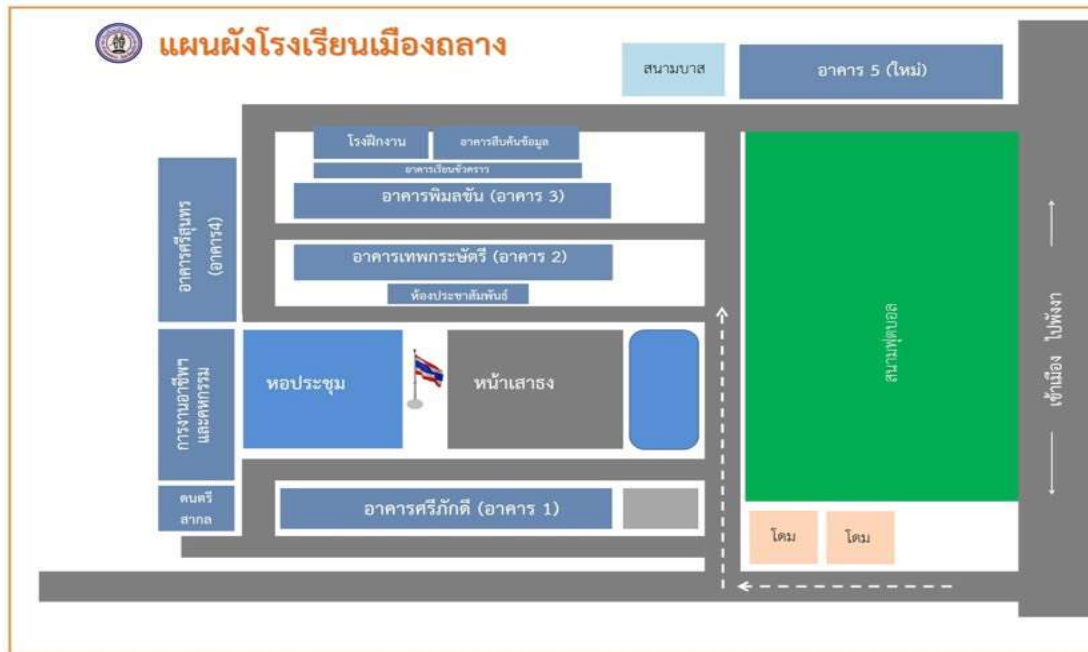 แผนผังโรงเรียนเมืองถลาง
สนามบาส
อาคาร 5 (ใหม่)
โรงฝึกงาน
อาคารสืบค้นข้อมูล
อาคารเรียนชั่วคราว
อาคารพิมลขัน (อาคาร 3)
อาคารศรีสุนทร
(อาคาร4)
อาคารเทพกระษัตรี (อาคาร 2)
ห้องประชาสัมพันธ์
สนามฟุตบอล
เข้าเมือง ไปพังงา
การงานอาชีพฯ
และคหกรรม
หอประชุม
หน้าเสาธง
ดนตรี
สากล
อาคารศรีภักดี (อาคาร 1)
โดม
โดม